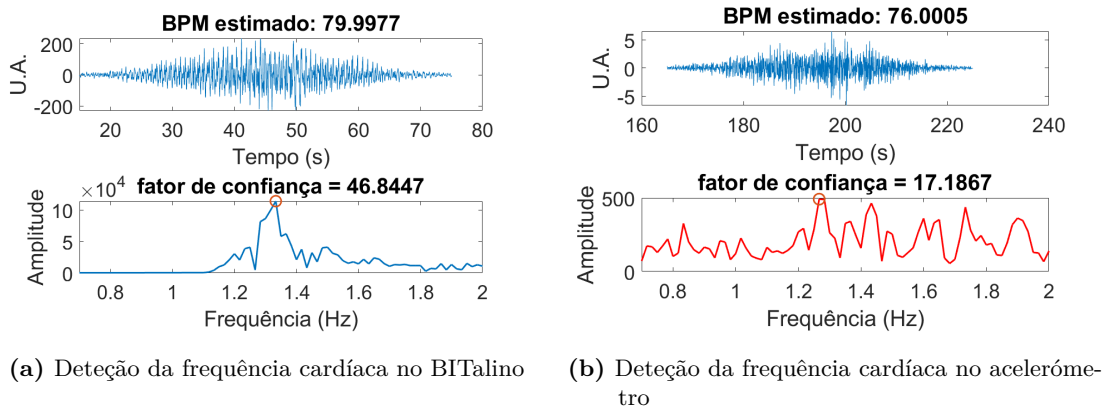 BPM estimado: 79.9977
200
0
-200
U.A.
20 30 40 50 60 70 80
Tempo (s)
×10⁴
fator de confiança = 46.8447
10
5
0
Amplitude
0.8 1 1.2 1.4 1.6 1.8 2
Frequência (Hz)
(a) Deteção da frequência cardíaca no BITalino
BPM estimado: 76.0005
5
0
-5
U.A.
160 180 200 220 240
Tempo (s)
fator de confiança = 17.1867
500
0
Amplitude
0.8 1 1.2 1.4 1.6 1.8 2
Frequência (Hz)
(b) Deteção da frequência cardíaca no aceleróme-
tro